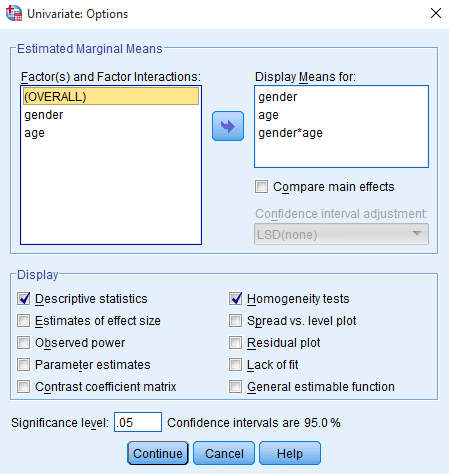 Univariate: Options
Estimated Marginal Means
Factor(s) and Factor Interactions:
(OVERALL)
gender
age
Display Means for:
gender
age
gender*age
Compare main effects
Confidence interval adjustment:
LSD(none)
Display
Descriptive statistics
Homogeneity tests
Estimates of effect size
Spread vs. level plot
Observed power
Residual plot
Parameter estimates
Lack of fit
Contrast coefficient matrix
General estimable function
Significance level: .05 Confidence intervals are 95.0 %
Continue Cancel Help